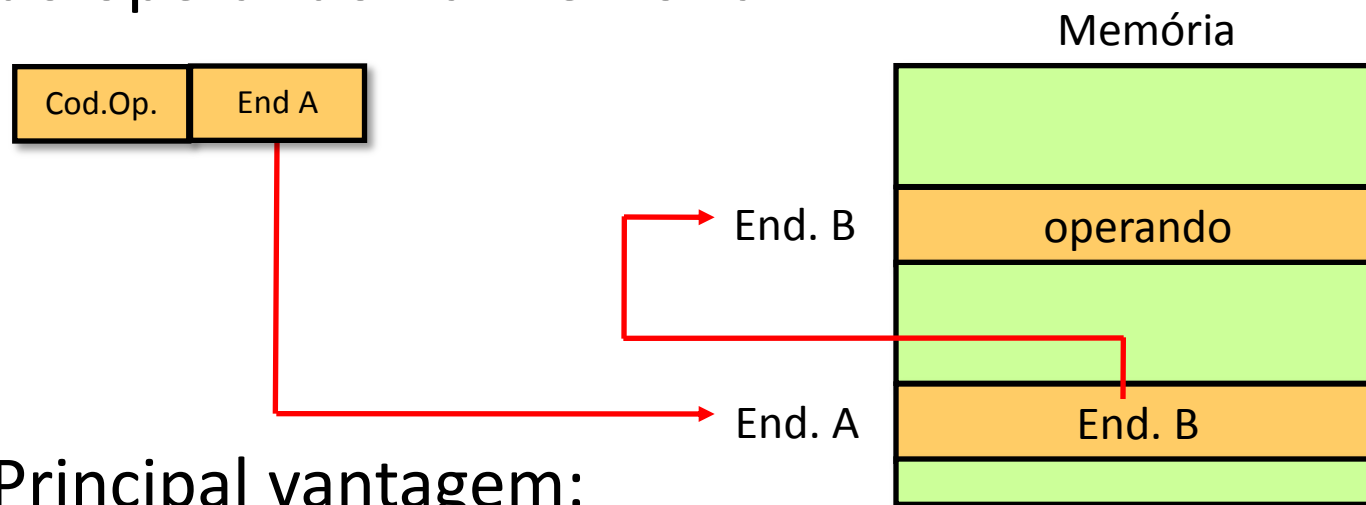 Memória
Cod.Op. End A
End. B operando
End. A End. B
Principal vantagem: